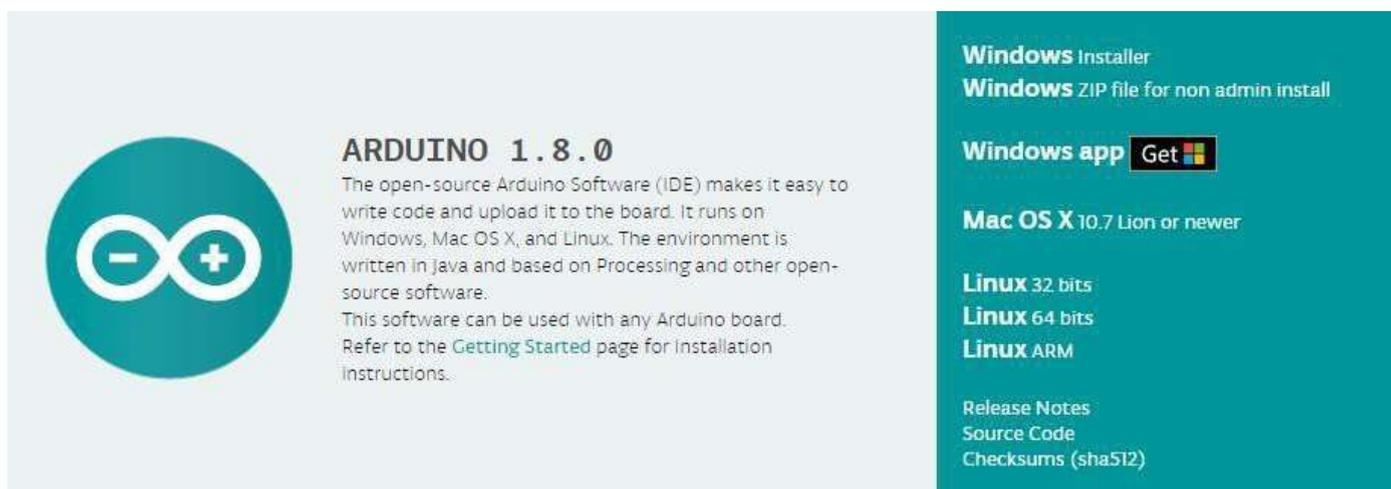 ARDUINO 1.8.0
The open-source Arduino Software (IDE) makes it easy to
write code and upload it to the board. It runs on
Windows, Mac OS X, and Linux. The environment is
written in Java and based on Processing and other open-
source software.
This software can be used with any Arduino board.
Refer to the Getting Started page for Installation
instructions.
Windows Installer
Windows ZIP file for non admin install
Windows app Get
Mac OS X 10.7 Lion or newer
Linux 32 bits
Linux 64 bits
Linux ARM
Release Notes
Source Code
Checksums (sha512)